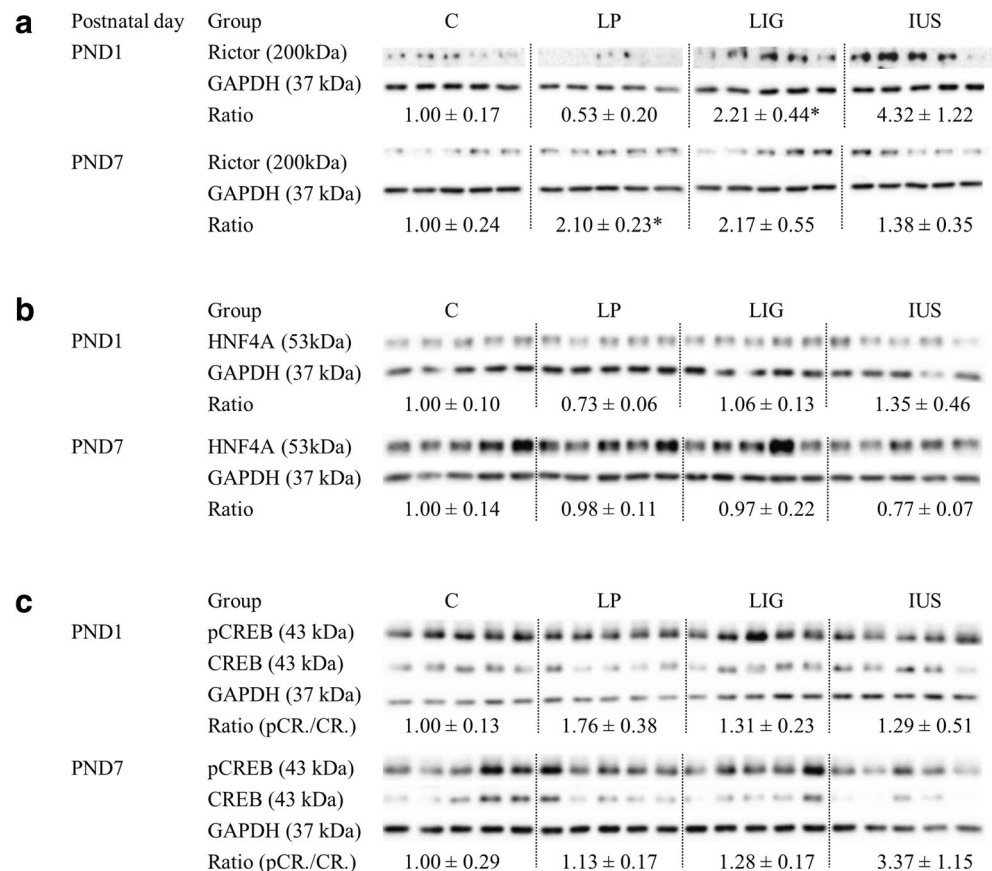 a Postnatal day Group C LP LIG IUS
PND1 Rictor (200kDa)
GAPDH (37 kDa)
Ratio 1.00 ± 0.17 0.53 ± 0.20 2.21 ± 0.44* 4.32 ± 1.22
PND7 Rictor (200kDa)
GAPDH (37 kDa)
Ratio 1.00 ± 0.24 2.10 ± 0.23* 2.17 ± 0.55 1.38 ± 0.35
b Group C LP LIG IUS
PND1 HNF4A (53kDa)
GAPDH (37 kDa)
Ratio 1.00 ± 0.10 0.73 ± 0.06 1.06 ± 0.13 1.35 ± 0.46
PND7 HNF4A (53kDa)
GAPDH (37 kDa)
Ratio 1.00 ± 0.14 0.98 ± 0.11 0.97 ± 0.22 0.77 ± 0.07
c Group C LP LIG IUS
PND1 pCREB (43 kDa)
CREB (43 kDa)
GAPDH (37 kDa)
Ratio (pCR./CR.) 1.00 ± 0.13 1.76 ± 0.38 1.31 ± 0.23 1.29 ± 0.51
PND7 pCREB (43 kDa)
CREB (43 kDa)
GAPDH (37 kDa)
Ratio (pCR./CR.) 1.00 ± 0.29 1.13 ± 0.17 1.28 ± 0.17 3.37 ± 1.15